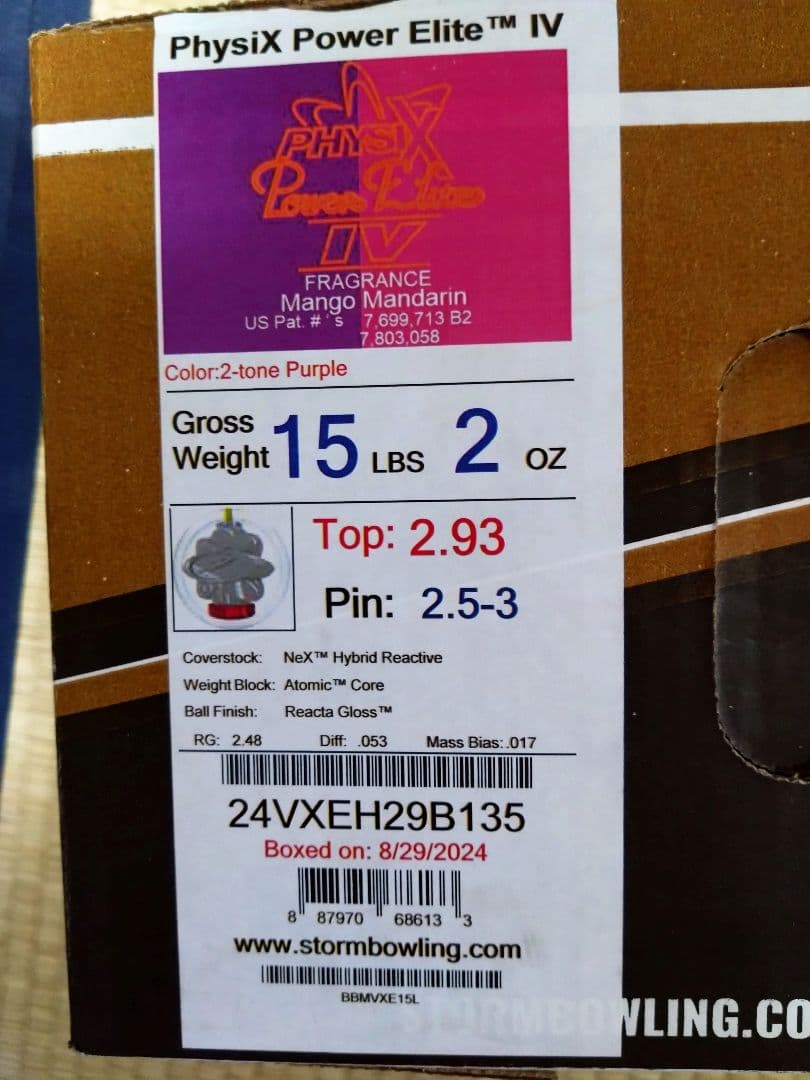 PhysiX Power Elite™ IV
PHYSIX
Power Elite
IV
FRAGRANCE
Mango Mandarin
US Pat. #'s 7,699,713 B2
7,803,058
Color:2-tone Purple
Gross Weight 15 LBS 2 OZ
Top: 2.93
Pin: 2.5-3
Coverstock: NeX™ Hybrid Reactive
Weight Block: Atomic™ Core
Ball Finish: Reacta Gloss™
RG: 2.48 Diff: .053 Mass Bias:.017
24VXEH29B135
Boxed on: 8/29/2024
8 87970 68613 3
www.stormbowling.com
BBMVXE15L
STORMBOWLING.CO